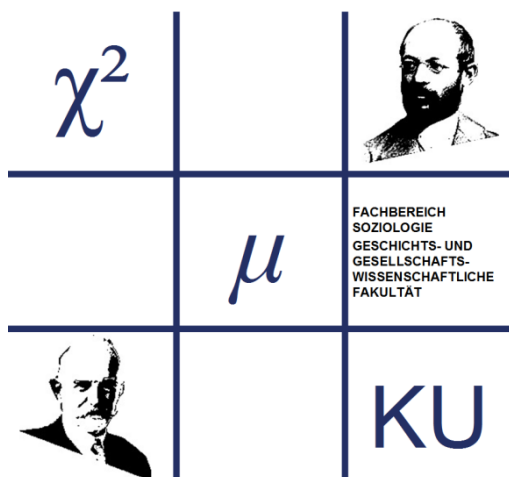 χ²
FACHBEREICH
SOZIOLOGIE
GESCHICHTS- UND
GESELLSCHAFTS-
WISSENSCHAFTLICHE
FAKULTÄT
μ
KU